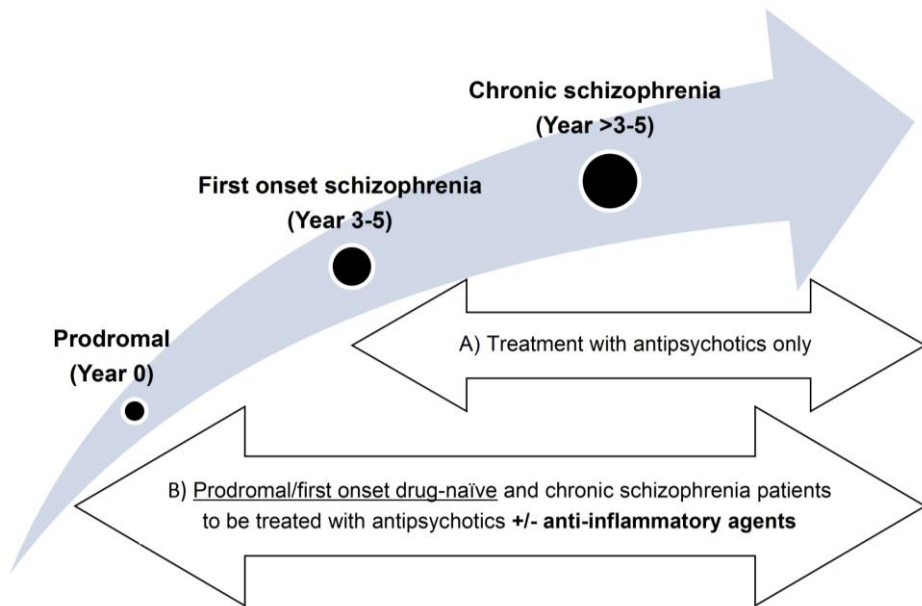 Chronic schizophrenia
(Year >3-5)
First onset schizophrenia
(Year 3-5)
Prodromal
(Year 0)
A) Treatment with antipsychotics only
B) Prodromal/first onset drug-naïve and chronic schizophrenia patients
to be treated with antipsychotics +/- anti-inflammatory agents